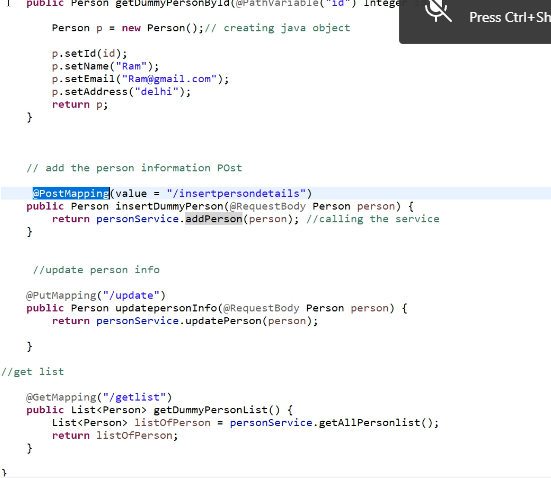 public Person getDummyPersonById(@PathVariable("id") Integer
Press Ctrl+Sh
Person p = new Person();// creating java object
p.setId(id);
p.setName("Ram");
p.setEmail("Ram@gmail.com");
p.setAddress("delhi");
return p;
}
// add the person information POst
@PostMapping(value = "/insertpersondetails")
public Person insertDummyPerson(@RequestBody Person person) {
return personService.addPerson(person); //calling the service
}
//update person info
@PutMapping("/update")
public Person updatepersonInfo(@RequestBody Person person) {
return personService.updatePerson(person);
}
//get list
@GetMapping("/getlist")
public List<Person> getDummyPersonList() {
List<Person> listOfPerson = personService.getAllPersonlist();
return listOfPerson;
}
}